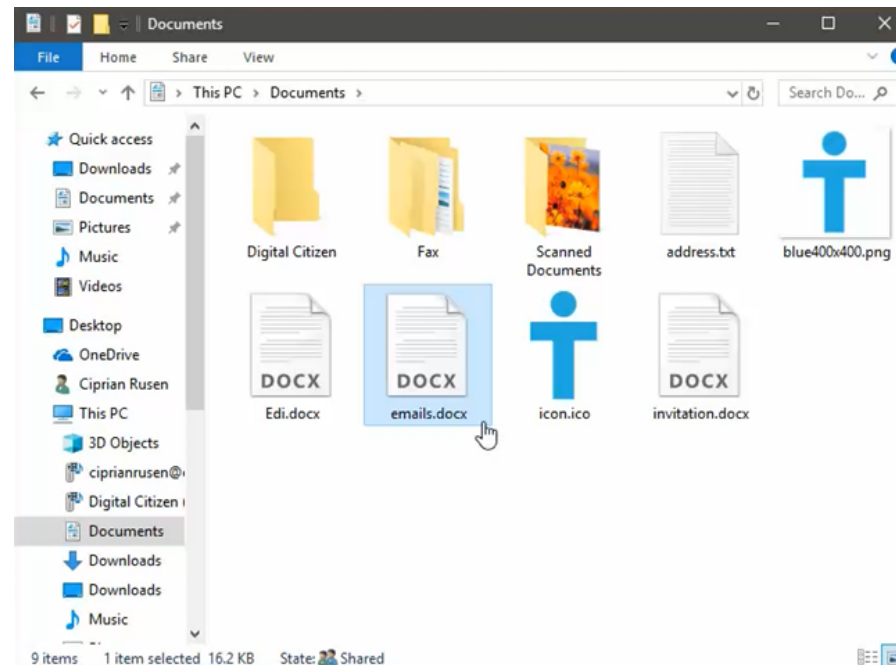 Documents
File Home Share View
This PC > Documents >
Search Do...
Quick access
Downloads
Documents
Pictures
Music
Videos
Desktop
OneDrive
Ciprian Rusen
This PC
3D Objects
ciprianrusen@
Digital Citizen (
Documents
Downloads
Downloads
Music
Digital Citizen Fax Scanned Documents address.txt blue400x400.png
DOCX DOCX DOCX
Edi.docx emails.docx icon.ico invitation.docx
9 items 1 item selected 16.2 KB State: Shared